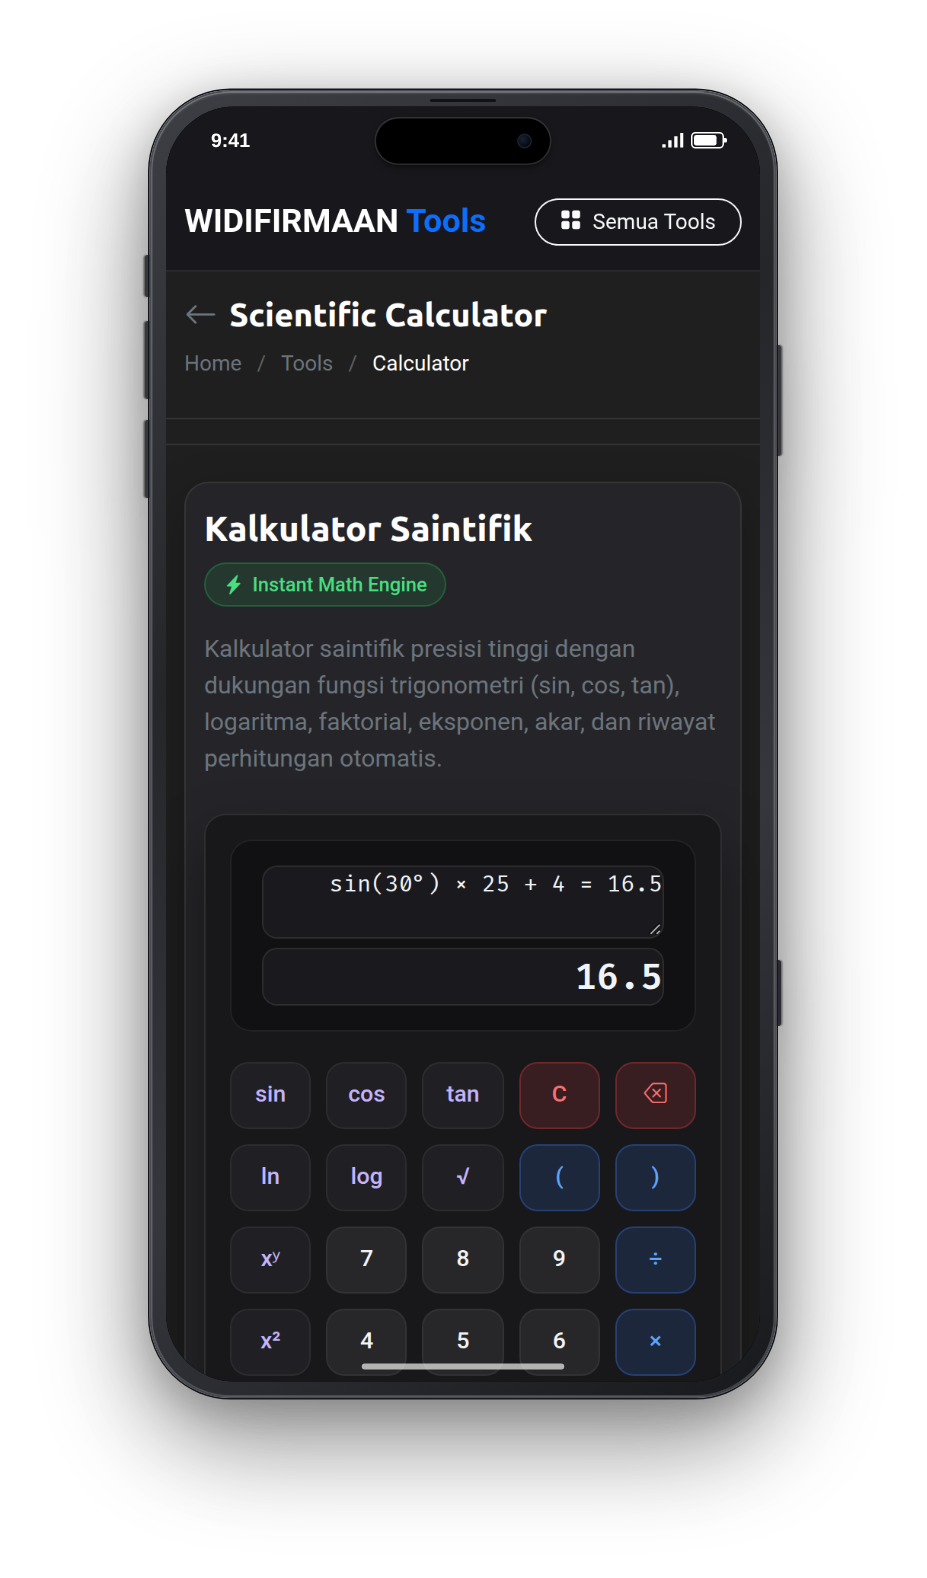 9:41
WIDIFIRMAAN Tools
Semua Tools
Scientific Calculator
Home / Tools / Calculator
Kalkulator Saintifik
Instant Math Engine
Kalkulator saintifik presisi tinggi dengan
dukungan fungsi trigonometri (sin, cos, tan),
logaritma, faktorial, eksponen, akar, dan riwayat
perhitungan otomatis.
sin(30°) × 25 + 4 = 16.5
16.5
sin cos tan C
ln log √ ( )
xʸ 7 8 9 ÷
x² 4 5 6 ×